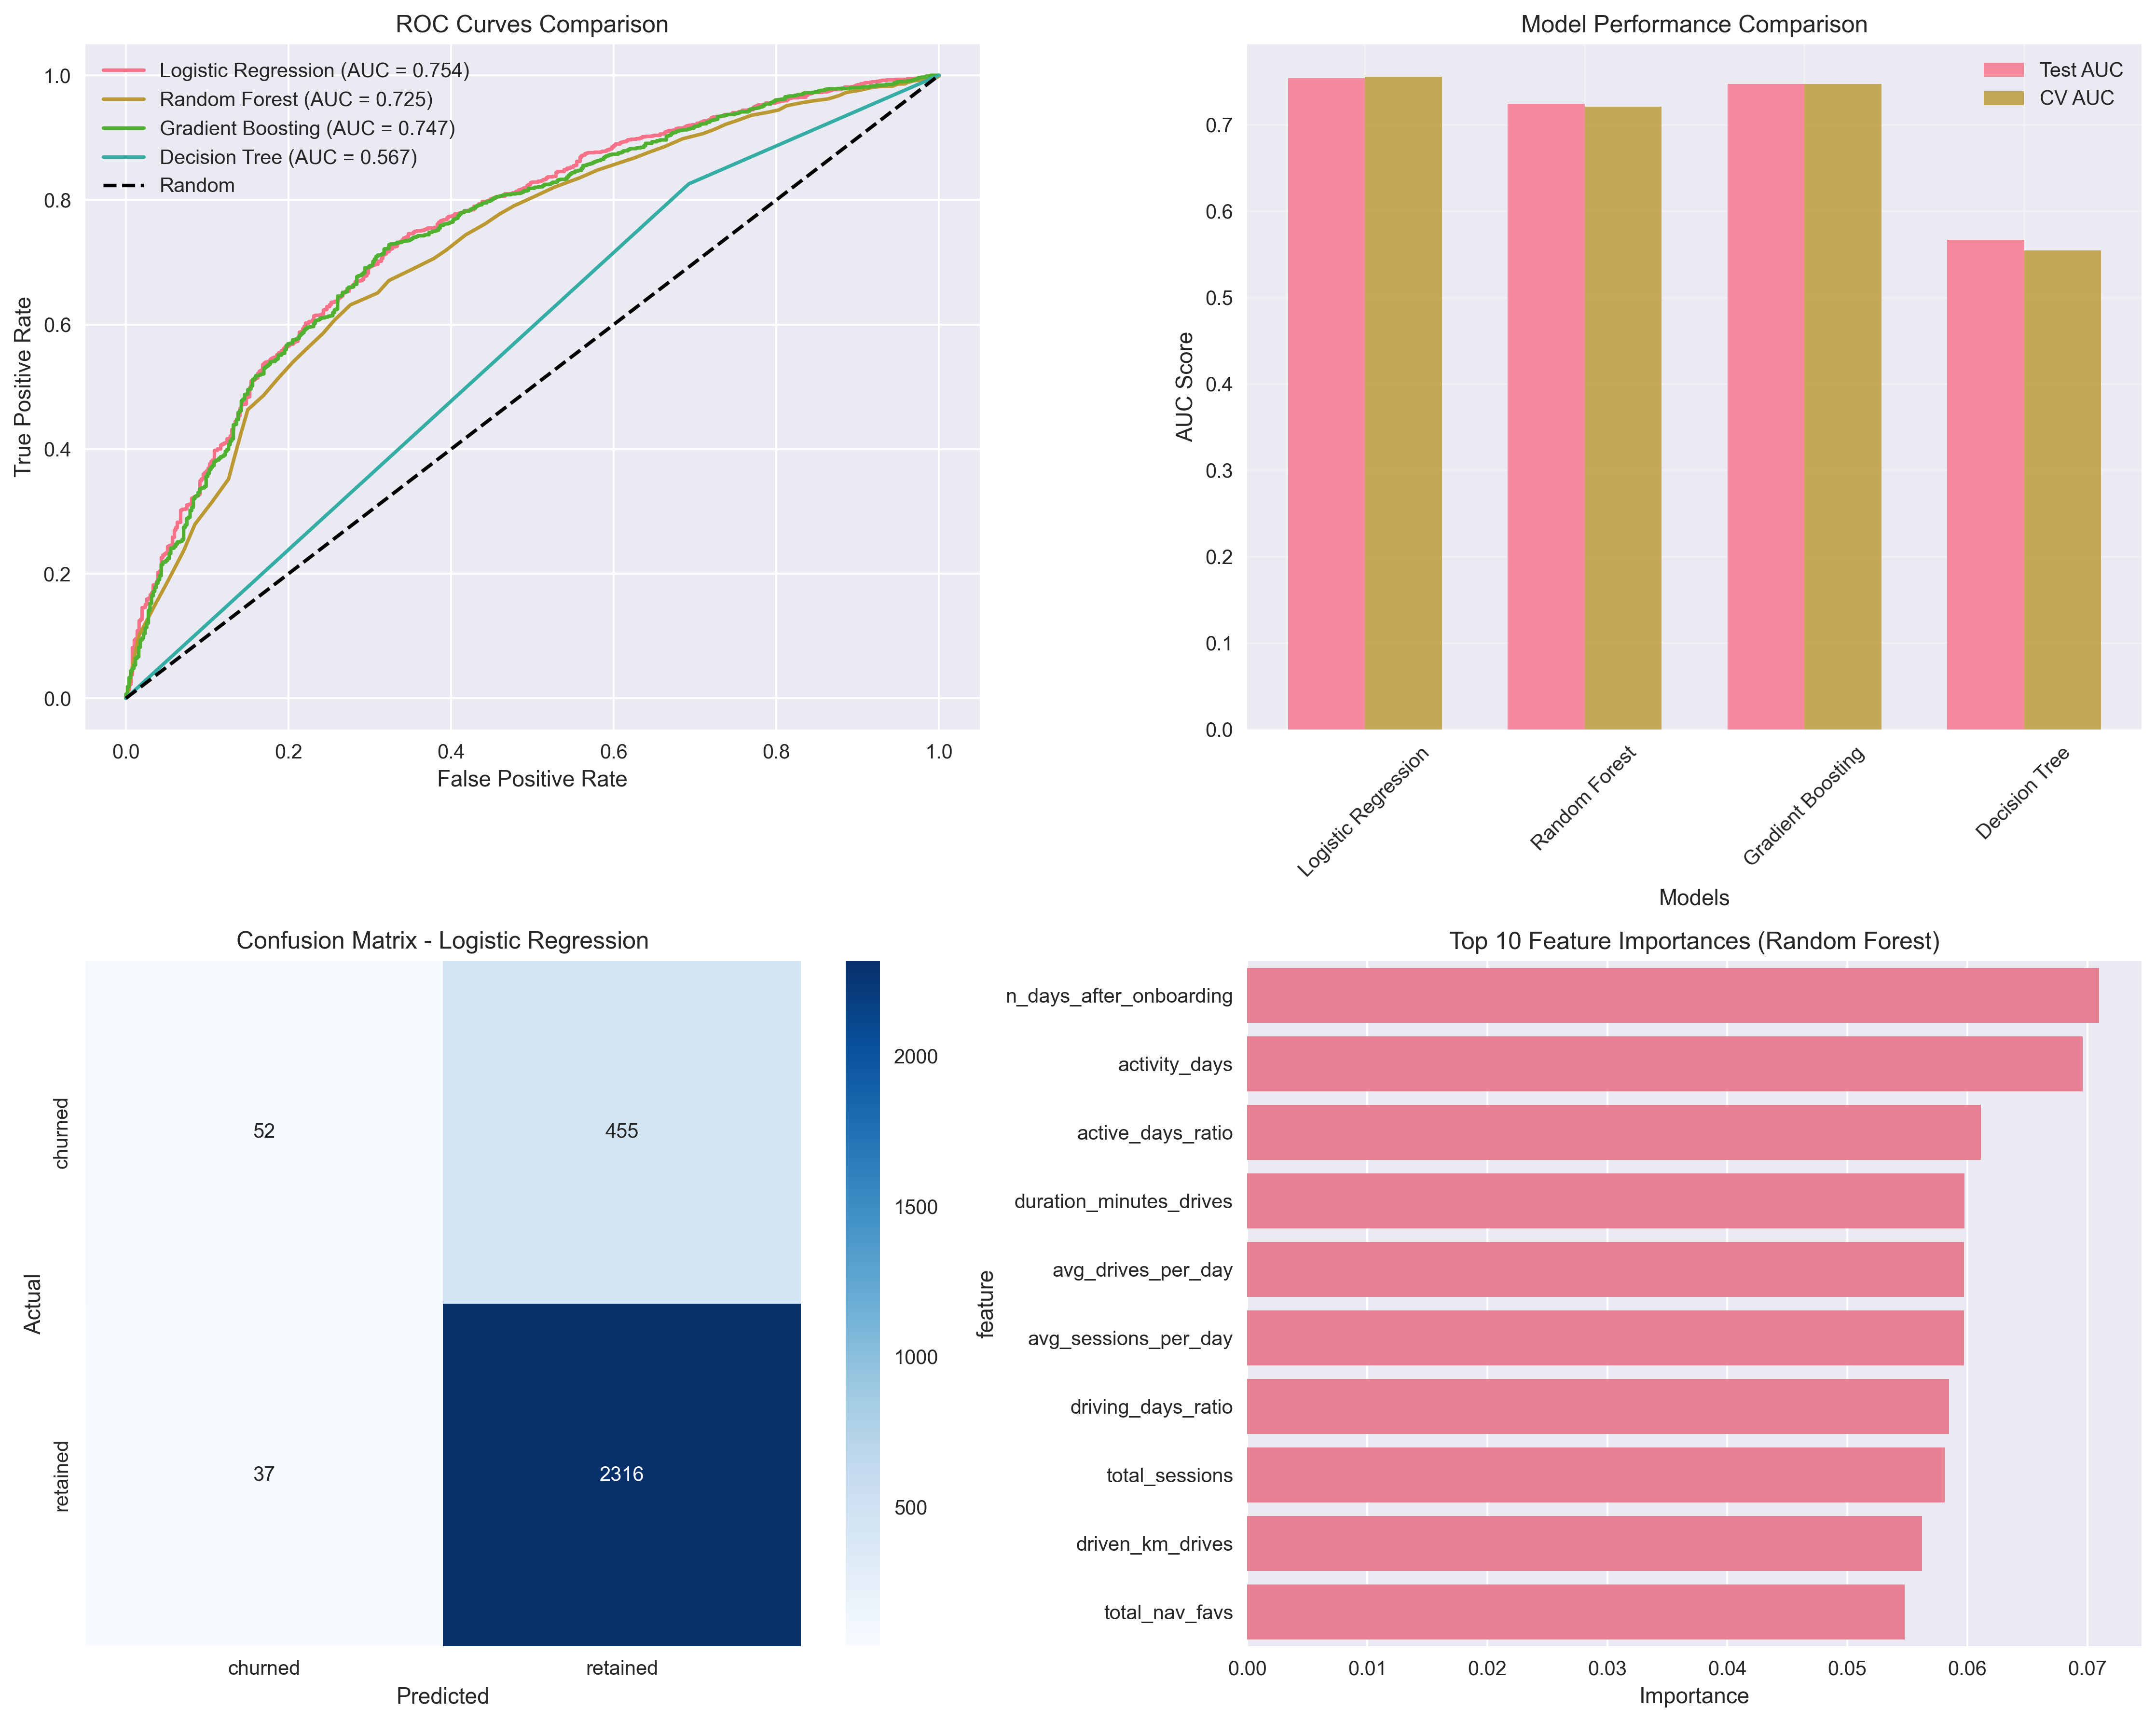 ROC Curves Comparison
Logistic Regression (AUC = 0.754)
Random Forest (AUC = 0.725)
Gradient Boosting (AUC = 0.747)
Decision Tree (AUC = 0.567)
Random
True Positive Rate
1.0
0.8
0.6
0.4
0.2
0.0
0.0 0.2 0.4 0.6 0.8 1.0
False Positive Rate
Model Performance Comparison
Test AUC
CV AUC
AUC Score
0.7
0.6
0.5
0.4
0.3
0.2
0.1
0.0
Logistic Regression
Random Forest
Gradient Boosting
Decision Tree
Models
Confusion Matrix - Logistic Regression
Actual
churned
52 455
retained
37 2316
churned retained
Predicted
2000
1500
1000
500
Top 10 Feature Importances (Random Forest)
feature
n_days_after_onboarding
activity_days
active_days_ratio
duration_minutes_drives
avg_drives_per_day
avg_sessions_per_day
driving_days_ratio
total_sessions
driven_km_drives
total_nav_favs
0.00 0.01 0.02 0.03 0.04 0.05 0.06 0.07
Importance